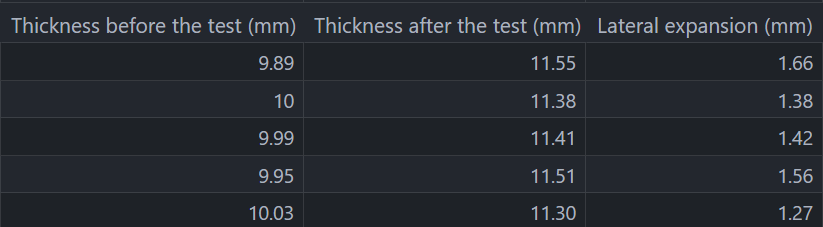 Thickness before the test (mm) Thickness after the test (mm) Lateral expansion (mm)
9.89 11.55 1.66
10 11.38 1.38
9.99 11.41 1.42
9.95 11.51 1.56
10.03 11.30 1.27